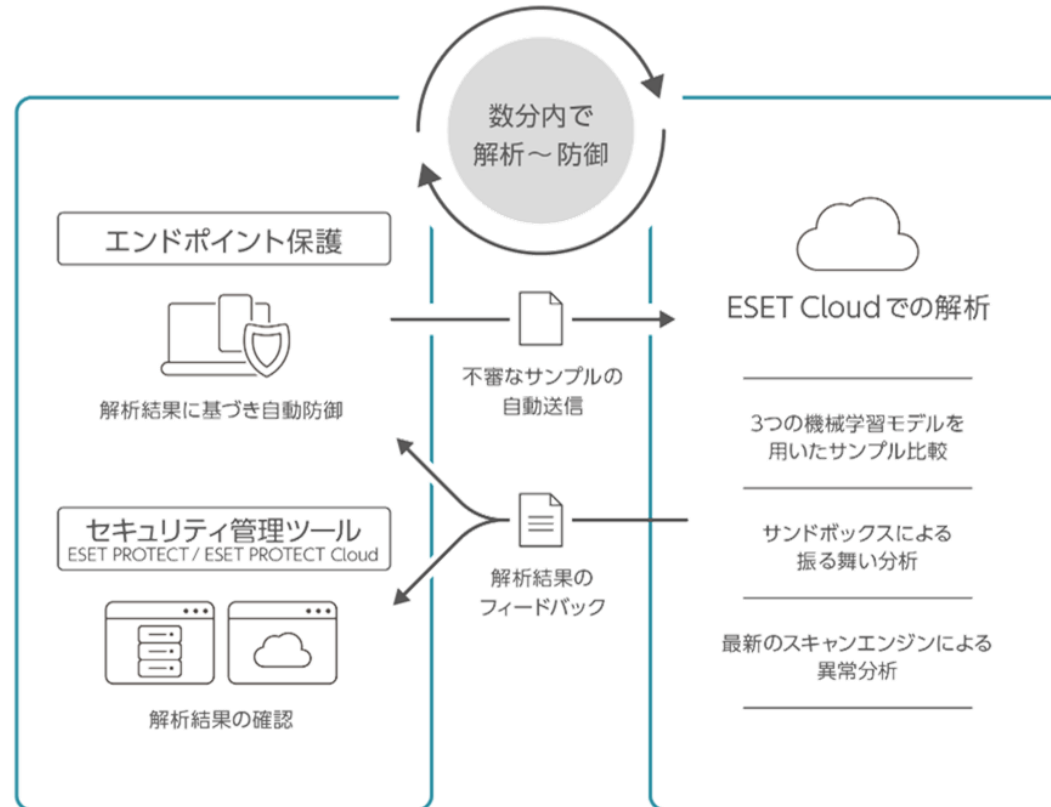 数分内で
解析～防御
エンドポイント保護
解析結果に基づき自動防御
不審なサンプルの
自動送信
ESET Cloudでの解析
3つの機械学習モデルを
用いたサンプル比較
サンドボックスによる
振る舞い分析
最新のスキャンエンジンによる
異常分析
セキュリティ管理ツール
ESET PROTECT / ESET PROTECT Cloud
解析結果の確認
解析結果の
フィードバック